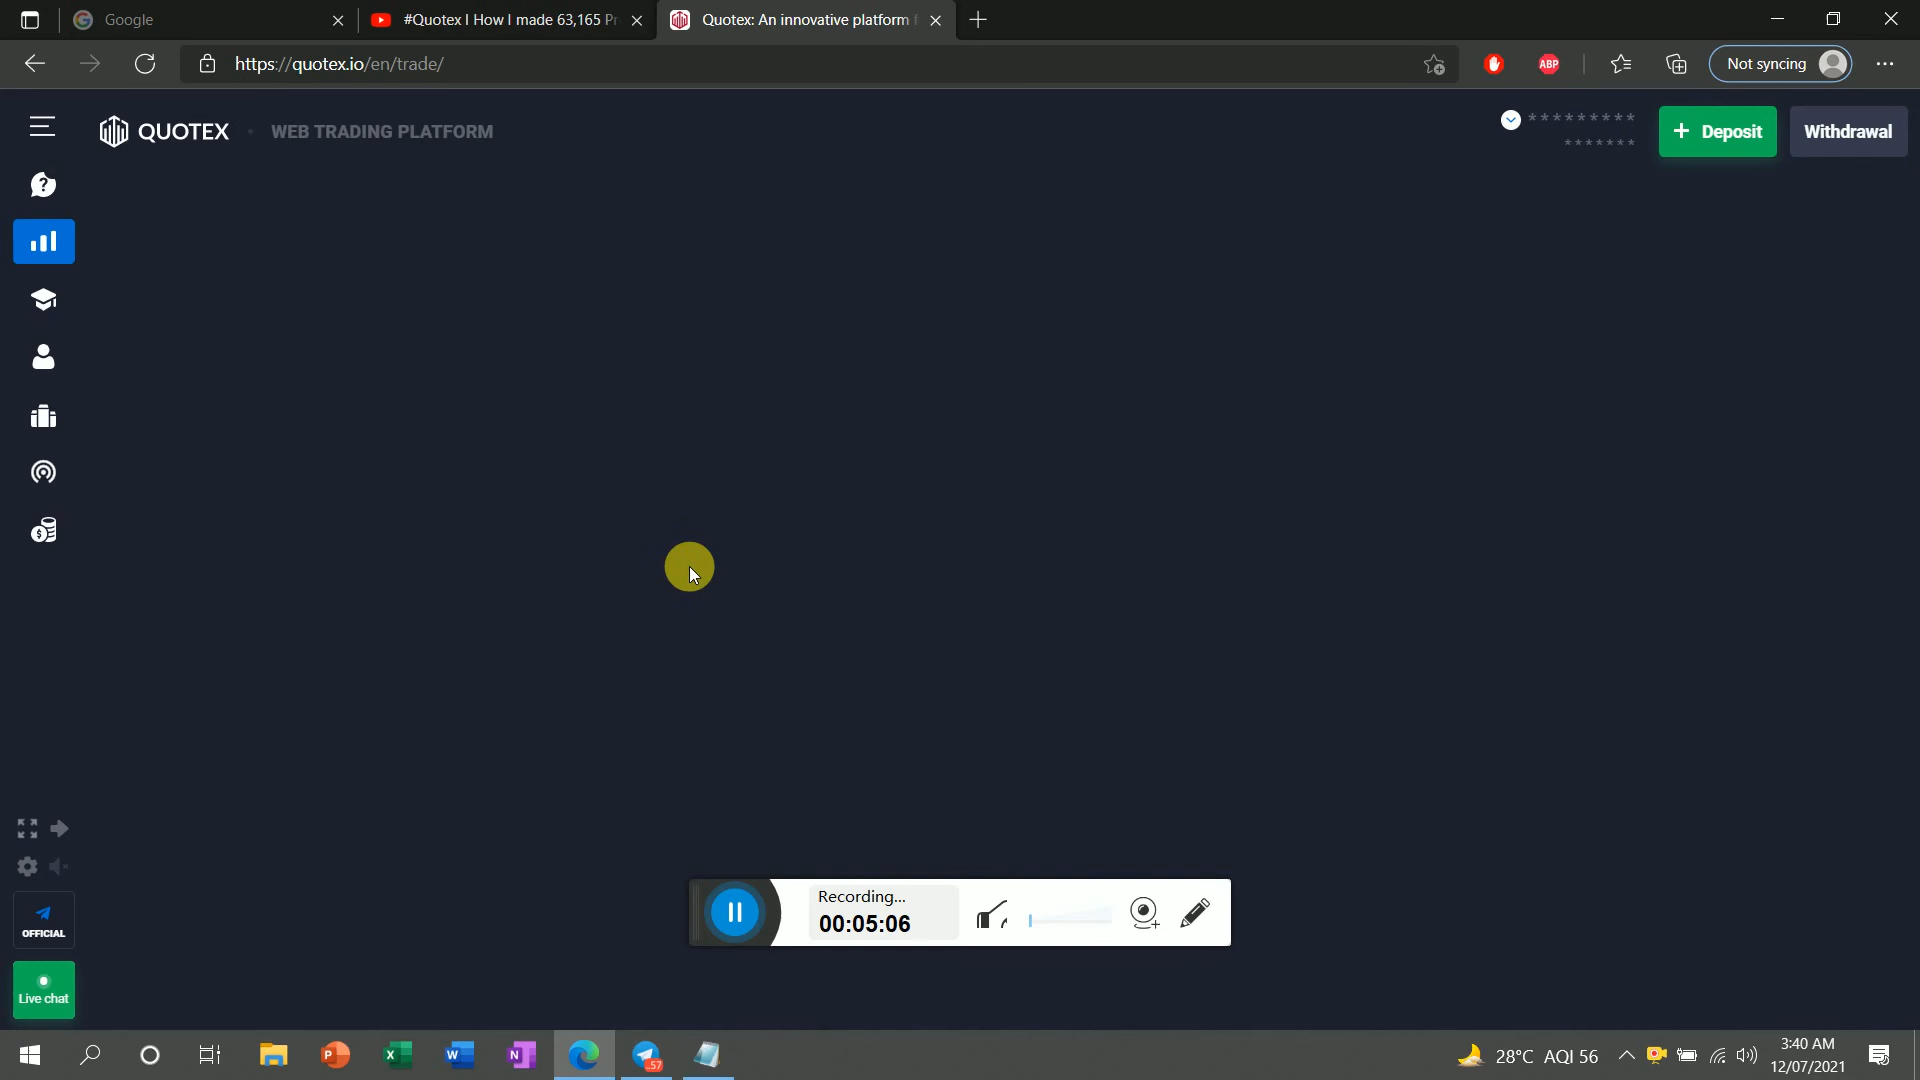 Google
#Quotex I How I made 63,165 Pr
Quotex: An innovative platform f
https://quotex.io/en/trade/
ABP
Not syncing
QUOTEX
WEB TRADING PLATFORM
*********
*******
+ Deposit
Withdrawal
OFFICIAL
Live chat
Recording...
00:05:06
57
28°C AQI 56
3:40 AM
12/07/2021